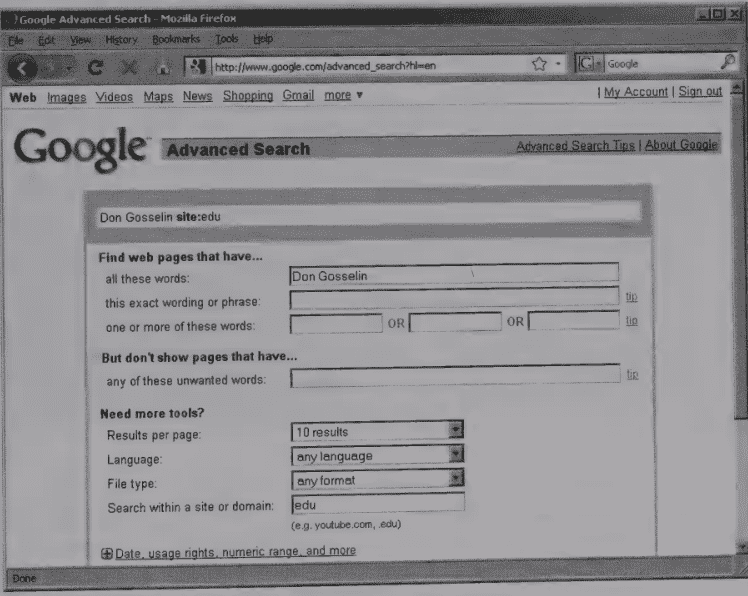 Google Advanced Search - Mozilla Firefox
File Edit View History Bookmarks Tools Help
http://www.google.com/advanced_search?hl=en Google
Web Images Videos Maps News Shopping Gmail more ▼ | My Account | Sign out
Google Advanced Search Advanced Search Tips | About Google
Don Gosselin site:edu
Find web pages that have...
all these words: Don Gosselin
this exact wording or phrase: tip
one or more of these words: OR OR tip
But don't show pages that have...
any of these unwanted words: tip
Need more tools?
Results per page: 10 results
Language: any language
File type: any format
Search within a site or domain: edu
(e.g. youtube.com, .edu)
Date, usage rights, numeric range, and more
Done